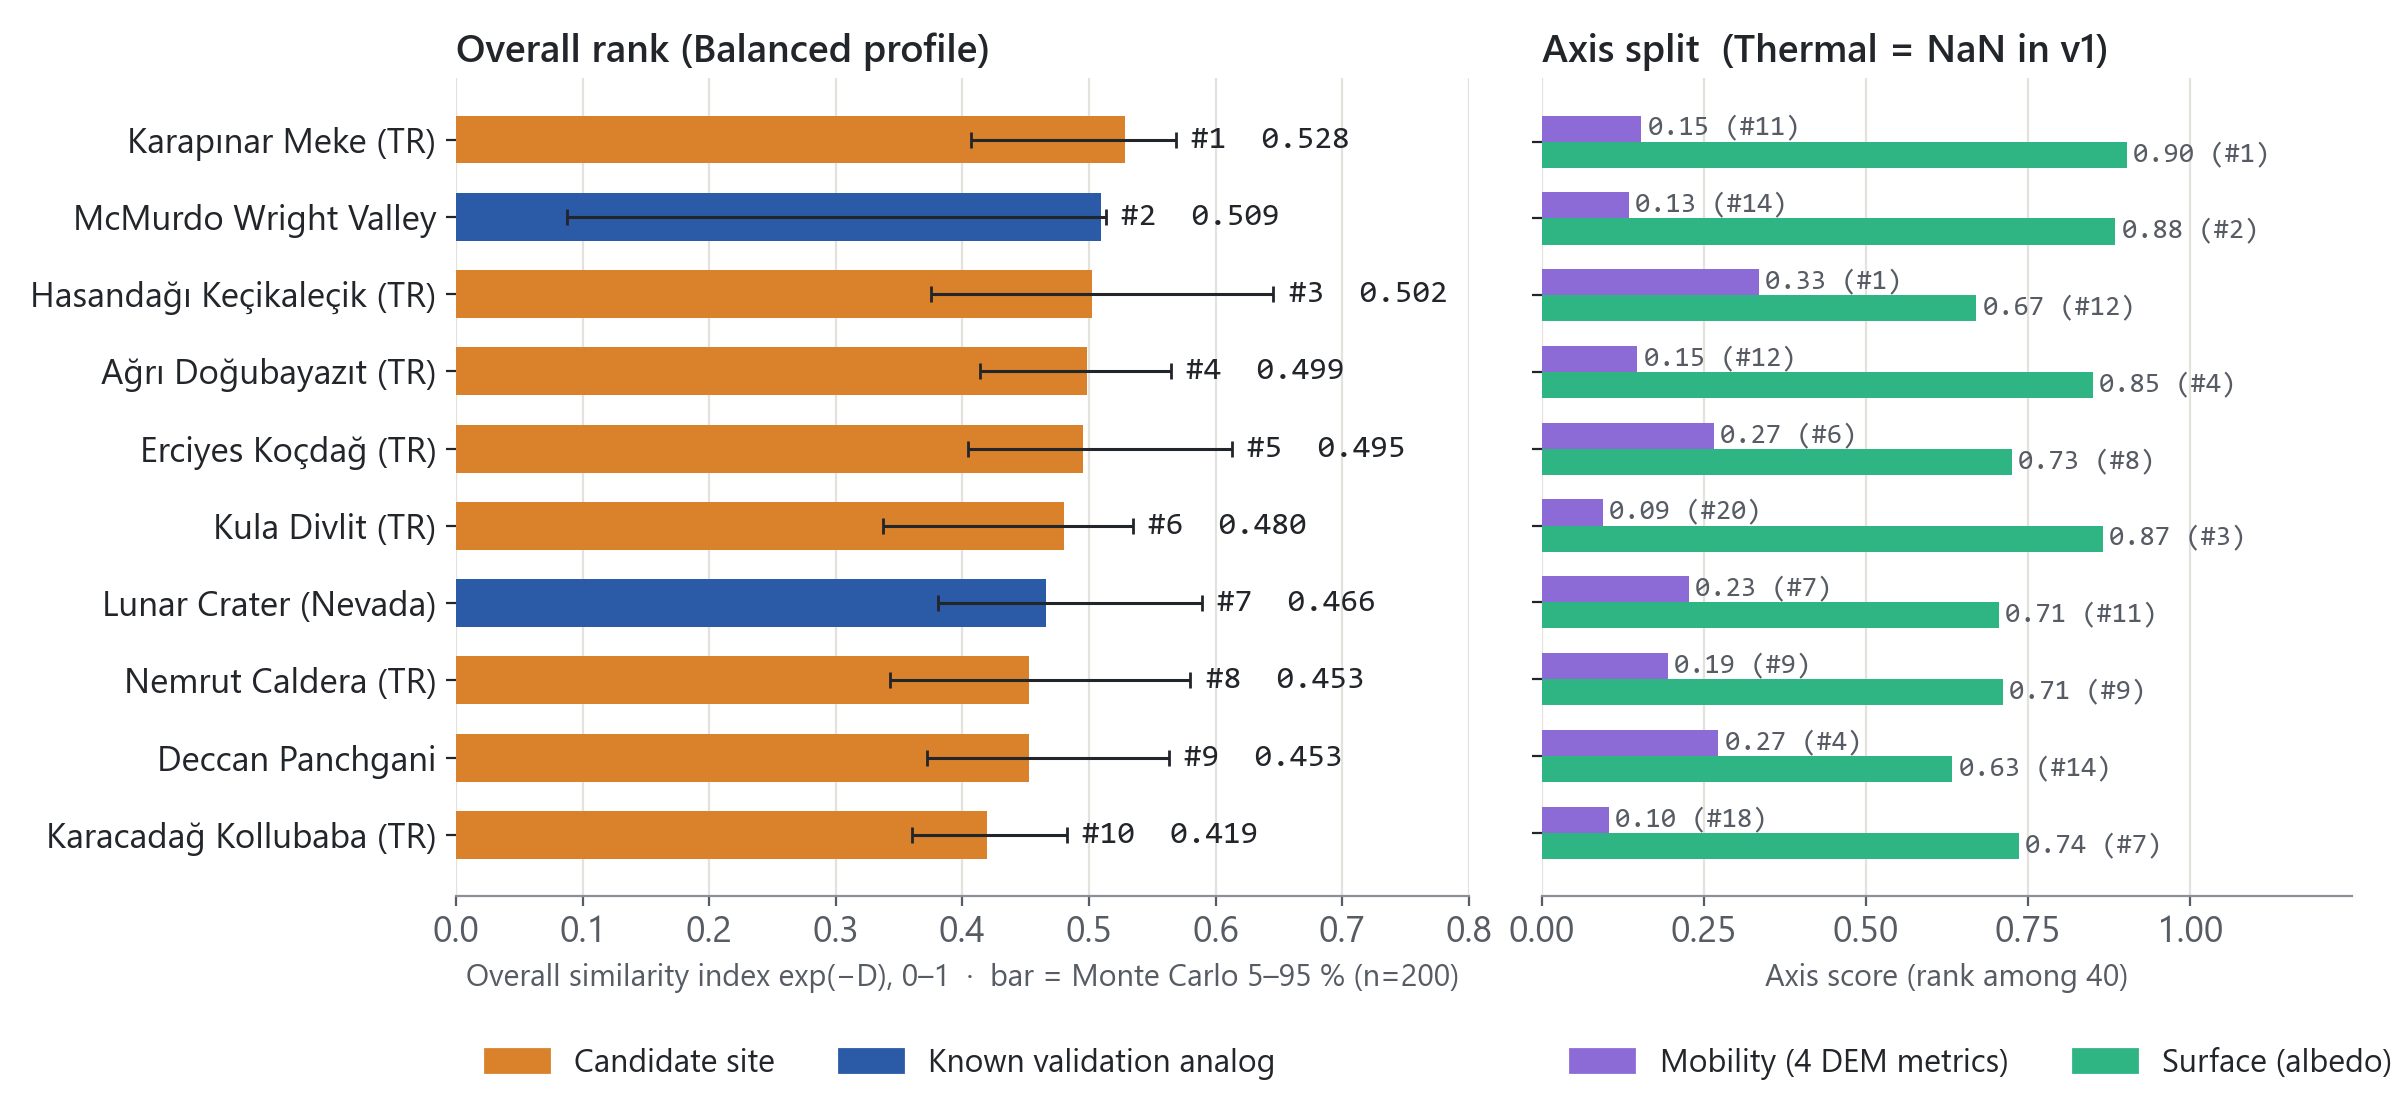 Overall rank (Balanced profile)
Karapınar Meke (TR)
#1 0.528
McMurdo Wright Valley
#2 0.509
Hasandağı Keçikaleçik (TR)
#3 0.502
Ağrı Doğubayazıt (TR)
#4 0.499
Erciyes Koçdağ (TR)
#5 0.495
Kula Divlit (TR)
#6 0.480
Lunar Crater (Nevada)
#7 0.466
Nemrut Caldera (TR)
#8 0.453
Deccan Panchgani
#9 0.453
Karacadağ Kollubaba (TR)
#10 0.419
0.0 0.1 0.2 0.3 0.4 0.5 0.6 0.7 0.8
Overall similarity index exp(−D), 0–1 · bar = Monte Carlo 5–95 % (n=200)
Candidate site
Known validation analog
Axis split (Thermal = NaN in v1)
0.15 (#11)
0.90 (#1)
0.13 (#14)
0.88 (#2)
0.33 (#1)
0.67 (#12)
0.15 (#12)
0.85 (#4)
0.27 (#6)
0.73 (#8)
0.09 (#20)
0.87 (#3)
0.23 (#7)
0.71 (#11)
0.19 (#9)
0.71 (#9)
0.27 (#4)
0.63 (#14)
0.10 (#18)
0.74 (#7)
0.00 0.25 0.50 0.75 1.00
Axis score (rank among 40)
Mobility (4 DEM metrics)
Surface (albedo)